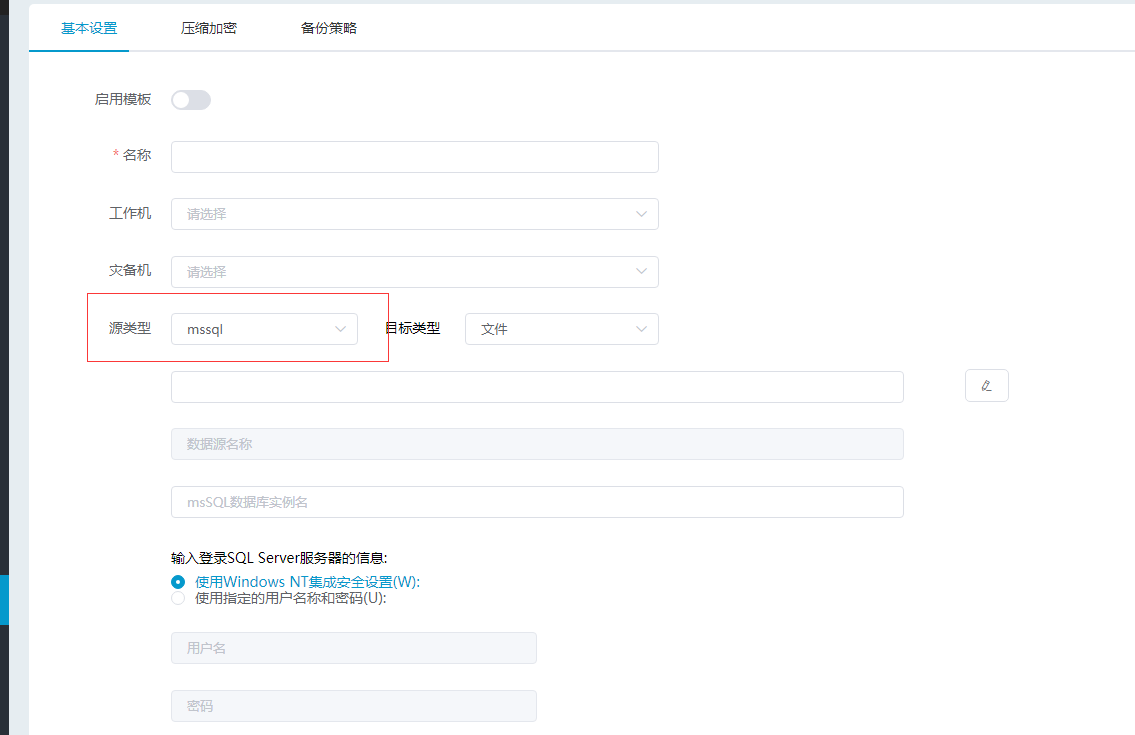 基本设置 压缩加密 备份策略
启用模板
* 名称
工作机 请选择
灾备机 请选择
源类型 mssql 目标类型 文件
数据源名称
msSQL数据库实例名
输入登录SQL Server服务器的信息:
使用Windows NT集成安全设置(W):
使用指定的用户名称和密码(U):
用户名
密码